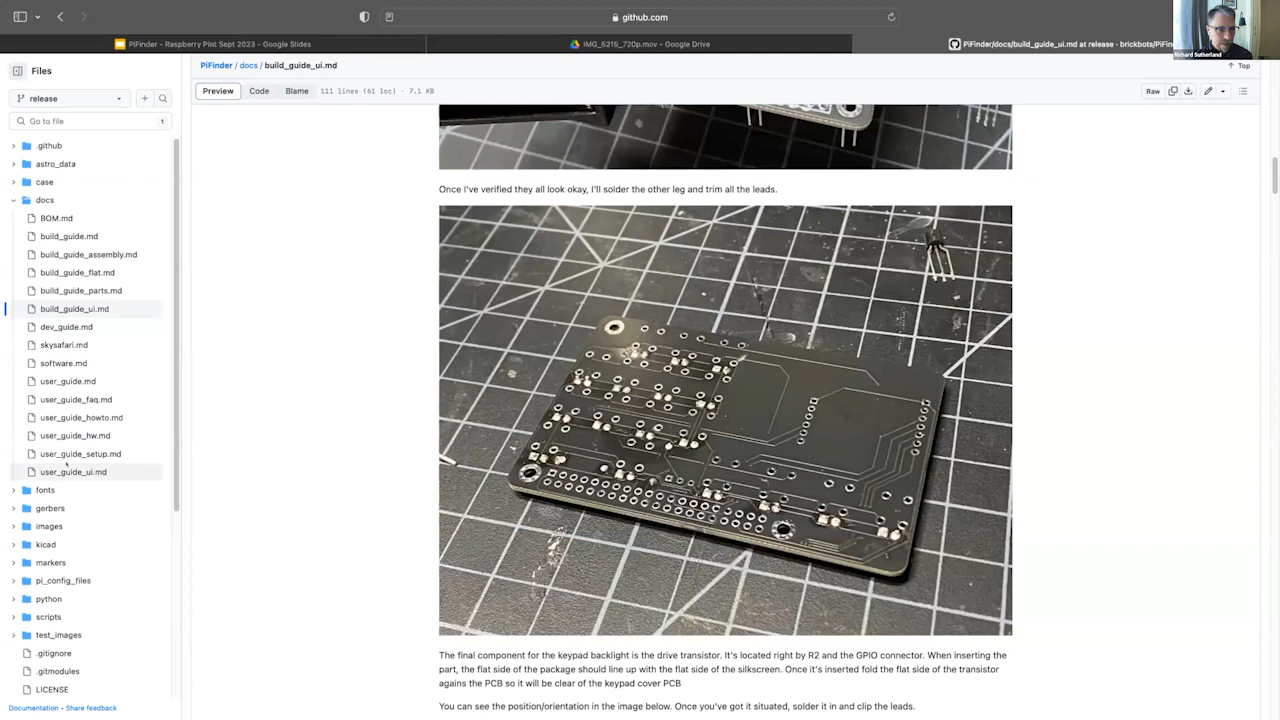 github.com
PiFinder - Raspberry Pint Sept 2023 - Google Slides
IMG_5215_720p.mov - Google Drive
PiFinder/docs/build_guide_ui.md at release · brickbots/PiFin
Richard Sutherland
Files
PiFinder / docs / build_guide_ui.md
Top
release
Preview
Code
Blame
111 lines (61 loc) · 7.1 KB
Raw
Go to file
t
.github
astro_data
case
docs
BOM.md
build_guide.md
build_guide_assembly.md
build_guide_flat.md
build_guide_parts.md
build_guide_ui.md
dev_guide.md
skysafari.md
software.md
user_guide.md
user_guide_faq.md
user_guide_howto.md
user_guide_hw.md
user_guide_setup.md
user_guide_ui.md
fonts
gerbers
images
kicad
markers
pi_config_files
python
scripts
test_images
.gitignore
.gitmodules
LICENSE
Documentation · Share feedback
Once I've verified they all look okay, I'll solder the other leg and trim all the leads.
The final component for the keypad backlight is the drive transistor. It's located right by R2 and the GPIO connector. When inserting the
part, the flat side of the package should line up with the flat side of the silkscreen. Once it's inserted fold the flat side of the transistor
agains the PCB so it will be clear of the keypad cover PCB
You can see the position/orientation in the image below. Once you've got it situated, solder it in and clip the leads.